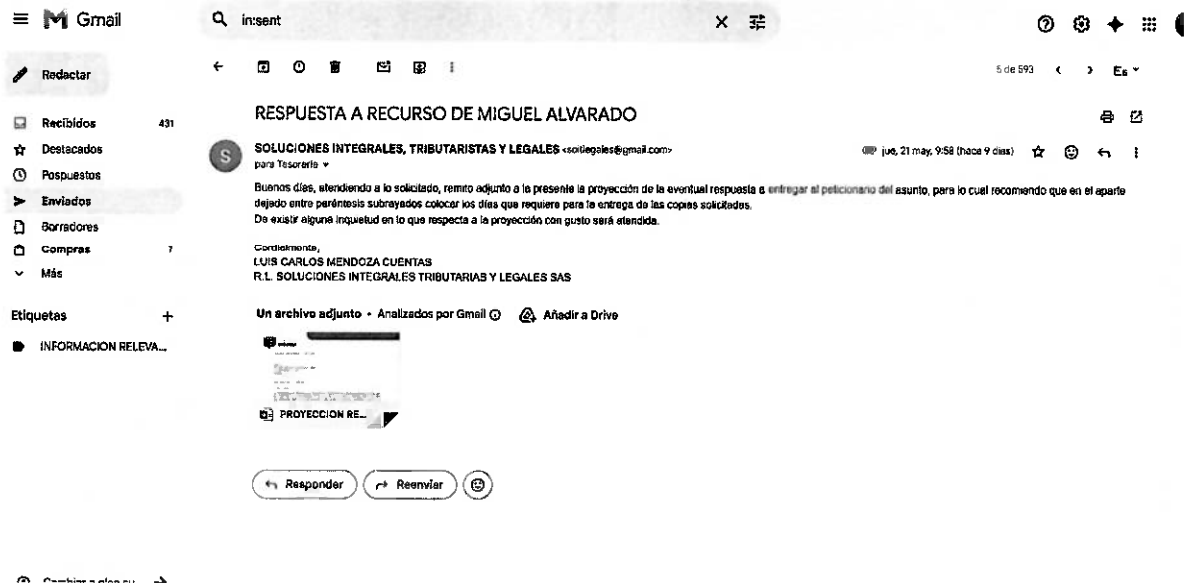 Gmail
in:sent
Redactar
5 de 593
Es
RESPUESTA A RECURSO DE MIGUEL ALVARADO
Recibidos 431
Destacados
Pospuestos
Enviados
Borradores
Compras 7
Más
Etiquetas +
INFORMACION RELEVA...
S
SOLUCIONES INTEGRALES, TRIBUTARISTAS Y LEGALES <soitlegales@gmail.com>
jue, 21 may, 9:58 (hace 9 días)
para Tesorería
Buenos días, atendiendo a lo solicitado, remito adjunto a la presente la proyección de la eventual respuesta a entregar al peticionario del asunto, para lo cual recomiendo que en el aparte
dejado entre paréntesis subrayados colocar los días que requiere para la entrega de las copias solicitadas.
De existir alguna inquietud en lo que respecta a la proyección con gusto será atendida.
Cordialmente,
LUIS CARLOS MENDOZA CUENTAS
R.L. SOLUCIONES INTEGRALES TRIBUTARIAS Y LEGALES SAS
Un archivo adjunto • Analizados por Gmail
Añadir a Drive
PROYECCION RE...
Responder
Reenviar